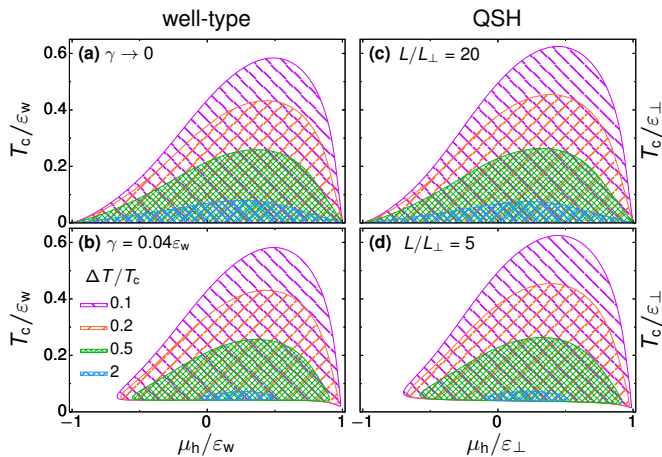 well-type
QSH
(a) γ → 0
(c) L/L⊥ = 20
0.6
0.4
0.2
0
Tc/εw
Tc/ε⊥
(b) γ = 0.04εw
(d) L/L⊥ = 5
ΔT/Tc
0.1
0.2
0.5
2
0.6
0.4
0.2
0
Tc/εw
Tc/ε⊥
−1 0 1
−1 0 1
μh/εw
μh/ε⊥